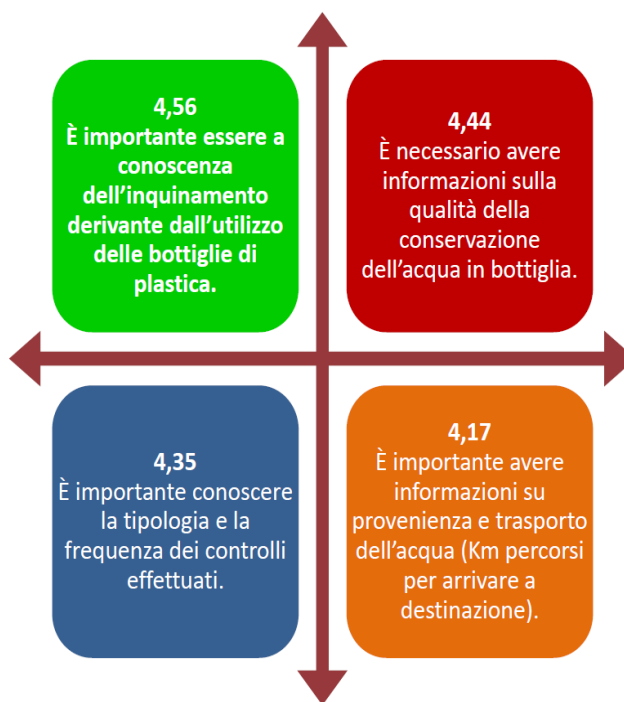 4,56
È importante essere a
conoscenza
dell'inquinamento
derivante dall'utilizzo
delle bottiglie di
plastica.
4,44
È necessario avere
informazioni sulla
qualità della
conservazione
dell'acqua in bottiglia.
4,35
È importante conoscere
la tipologia e la
frequenza dei controlli
effettuati.
4,17
È importante avere
informazioni su
provenienza e trasporto
dell'acqua (Km percorsi
per arrivare a
destinazione).